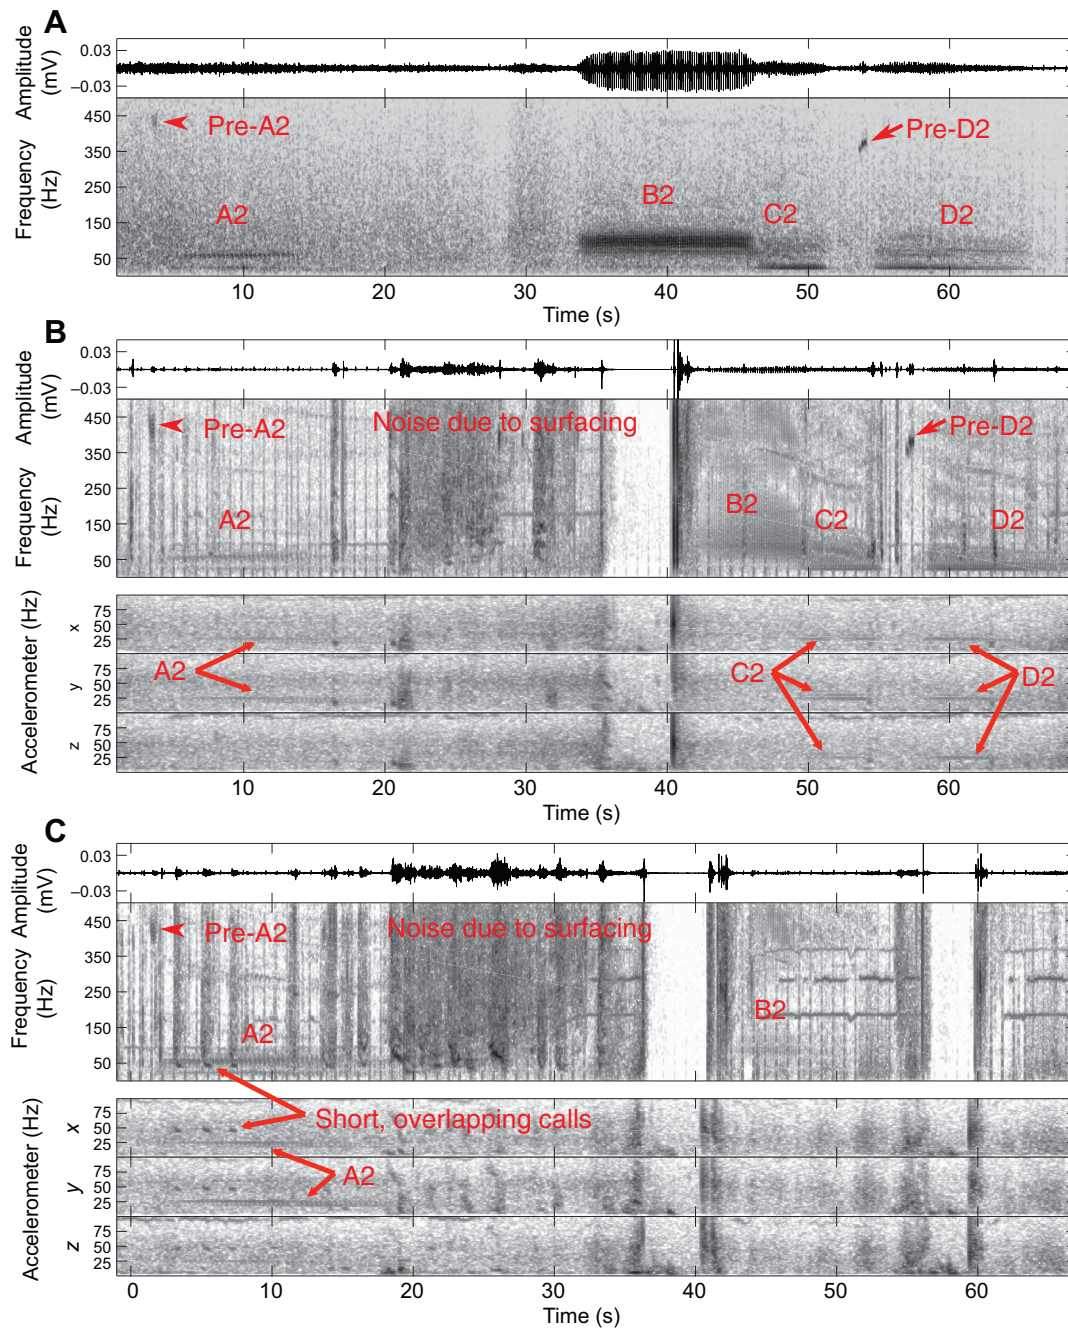 A
Amplitude
(mV)
0.03
−0.03
Frequency
(Hz)
450
350
250
150
50
Pre-A2
A2
B2
C2
Pre-D2
D2
10
20
30
40
50
60
Time (s)
B
Amplitude
(mV)
0.03
−0.03
Frequency
(Hz)
450
350
250
150
50
Pre-A2
Noise due to surfacing
Pre-D2
A2
B2
C2
D2
Accelerometer (Hz)
x
75
50
25
y
75
50
25
z
75
50
25
A2
C2
D2
10
20
30
40
50
60
Time (s)
C
Amplitude
(mV)
0.03
−0.03
Frequency
(Hz)
450
350
250
150
50
Pre-A2
Noise due to surfacing
A2
B2
Accelerometer (Hz)
x
75
50
25
y
75
50
25
z
75
50
25
Short, overlapping calls
A2
0
10
20
30
40
50
60
Time (s)